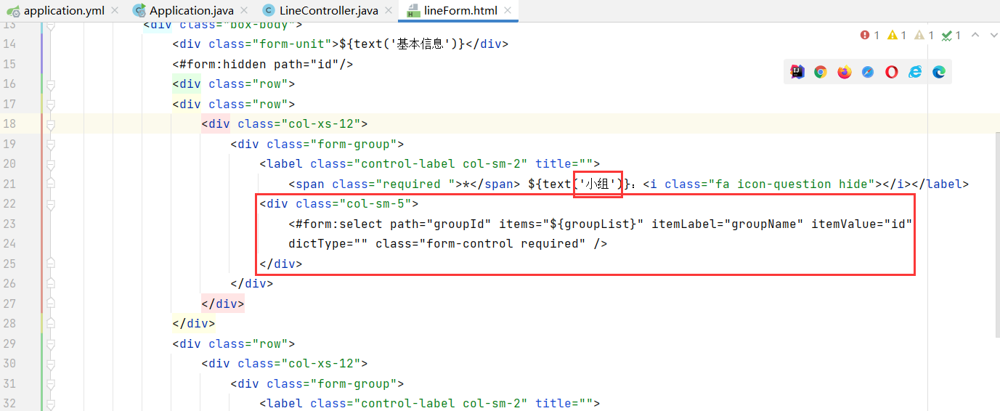 application.yml × Application.java × LineController.java × lineForm.html ×
13 <div class="box-body">
14 <div class="form-unit">${text('基本信息')}</div>
15 <#form:hidden path="id"/>
16 <div class="row">
17 <div class="row">
18 <div class="col-xs-12">
19 <div class="form-group">
20 <label class="control-label col-sm-2" title="">
21 <span class="required ">*</span> ${text('小组')}：<i class="fa icon-question hide"></i></label>
22 <div class="col-sm-5">
23 <#form:select path="groupId" items="${groupList}" itemLabel="groupName" itemValue="id"
24 dictType="" class="form-control required" />
25 </div>
26 </div>
27 </div>
28 </div>
29 <div class="row">
30 <div class="col-xs-12">
31 <div class="form-group">
32 <label class="control-label col-sm-2" title="">
1 1 1 1